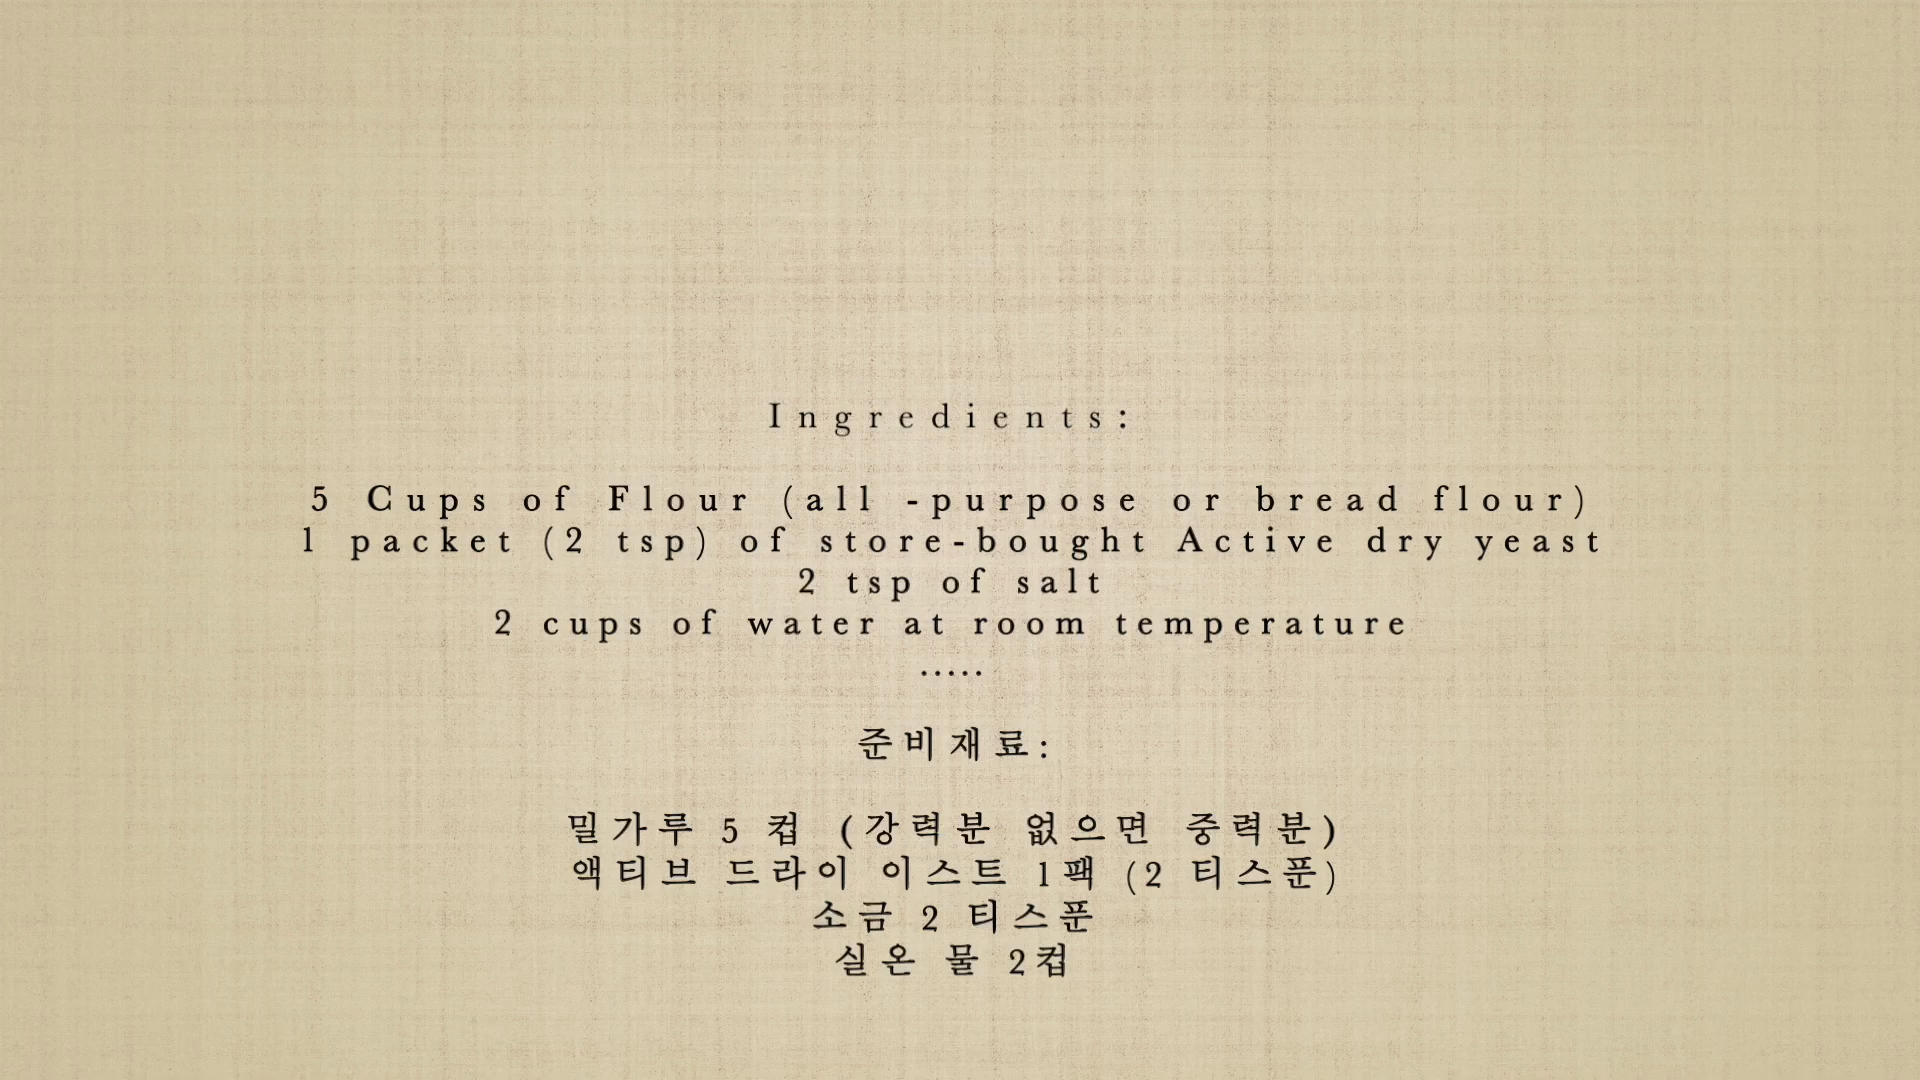 Ingredients:
5 Cups of Flour (all -purpose or bread flour)
1 packet (2 tsp) of store-bought Active dry yeast
2 tsp of salt
2 cups of water at room temperature
.....
준비재료:
밀가루 5 컵 (강력분 없으면 중력분)
액티브 드라이 이스트 1팩 (2 티스푼)
소금 2 티스푼
실온 물 2컵